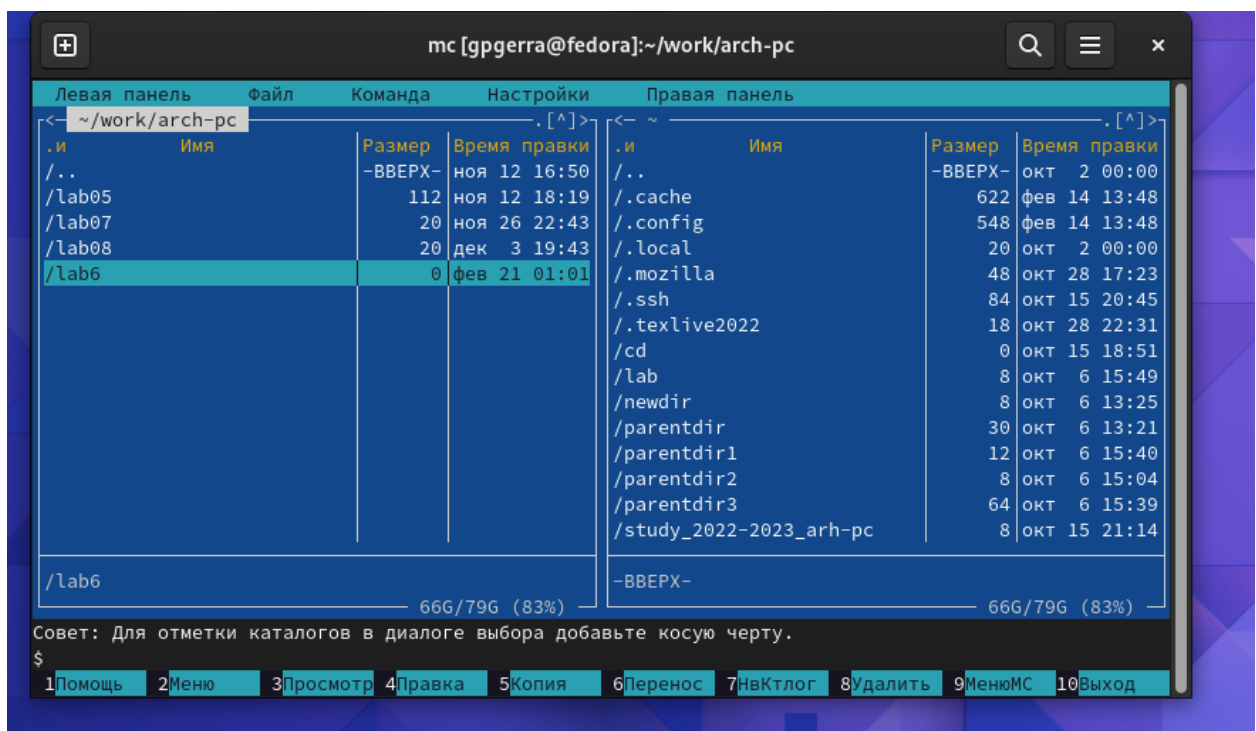 mc [gpgerra@fedora]:~/work/arch-pc
Левая панель Файл Команда Настройки Правая панель
<— ~/work/arch-pc .[^]> <— ~ .[^]>
.и Имя Размер Время правки .и Имя Размер Время правки
/.. -ВВЕРХ- ноя 12 16:50 /.. -ВВЕРХ- окт 2 00:00
/lab05 112 ноя 12 18:19 /.cache 622 фев 14 13:48
/lab07 20 ноя 26 22:43 /.config 548 фев 14 13:48
/lab08 20 дек 3 19:43 /.local 20 окт 2 00:00
/lab6 0 фев 21 01:01 /.mozilla 48 окт 28 17:23
/.ssh 84 окт 15 20:45
/.texlive2022 18 окт 28 22:31
/cd 0 окт 15 18:51
/lab 8 окт 6 15:49
/newdir 8 окт 6 13:25
/parentdir 30 окт 6 13:21
/parentdir1 12 окт 6 15:40
/parentdir2 8 окт 6 15:04
/parentdir3 64 окт 6 15:39
/study_2022-2023_arh-pc 8 окт 15 21:14
/lab6 -ВВЕРХ-
66G/79G (83%) 66G/79G (83%)
Совет: Для отметки каталогов в диалоге выбора добавьте косую черту.
$
1Помощь 2Меню 3Просмотр 4Правка 5Копия 6Перенос 7НвКтлог 8Удалить 9МенюMC 10Выход